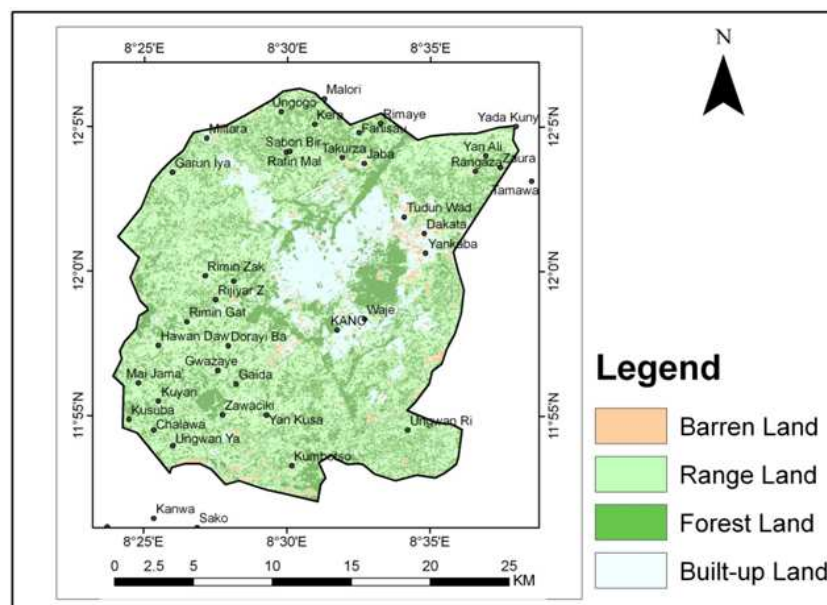 8°25'E 8°30'E 8°35'E
N
Malori
Ungogo
Kera
Rimaye
Yada Kuny
12°5'N
12°5'N
Fanisau
Sabon Bir
Takurza
Yan Ali
Rafin Mal
Jaba
Rangaza
Zaura
Garun Iya
Tamawa
Tudun Wad
Dakata
Yankaba
12°0'N
12°0'N
Rimin Zak
Rijiyar Z
Rimin Gat
Waje
KANO
Hawan Daw
Dorayi Ba
Gwazaye
Mai Jama'
Gaida
Kuyan
Kusuba
Zawaciki
Yan Kusa
11°55'N
11°55'N
Chalawa
Ungwan Ri
Ungwan Ya
Kumbotso
Kanwa
Sako
8°25'E 8°30'E 8°35'E
0 2.5 5 10 15 20 25
KM
Legend
Barren Land
Range Land
Forest Land
Built-up Land